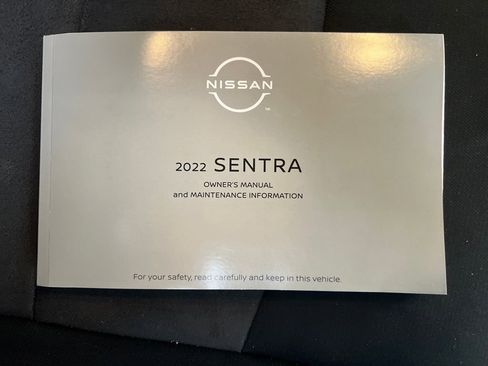 NISSAN
2022 SENTRA
OWNER'S MANUAL
and MAINTENANCE INFORMATION
For your safety, read carefully and keep in this vehicle.